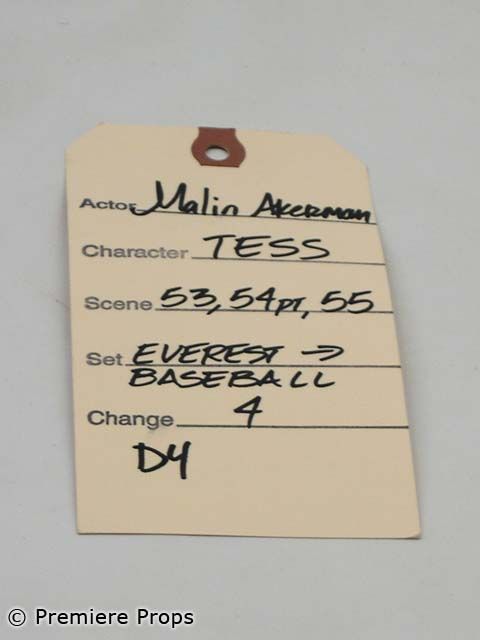 Actor Malin Akerman
Character TESS
Scene 53, 54pt, 55
Set EVEREST →
BASEBALL
Change 4
D4
© Premiere Props